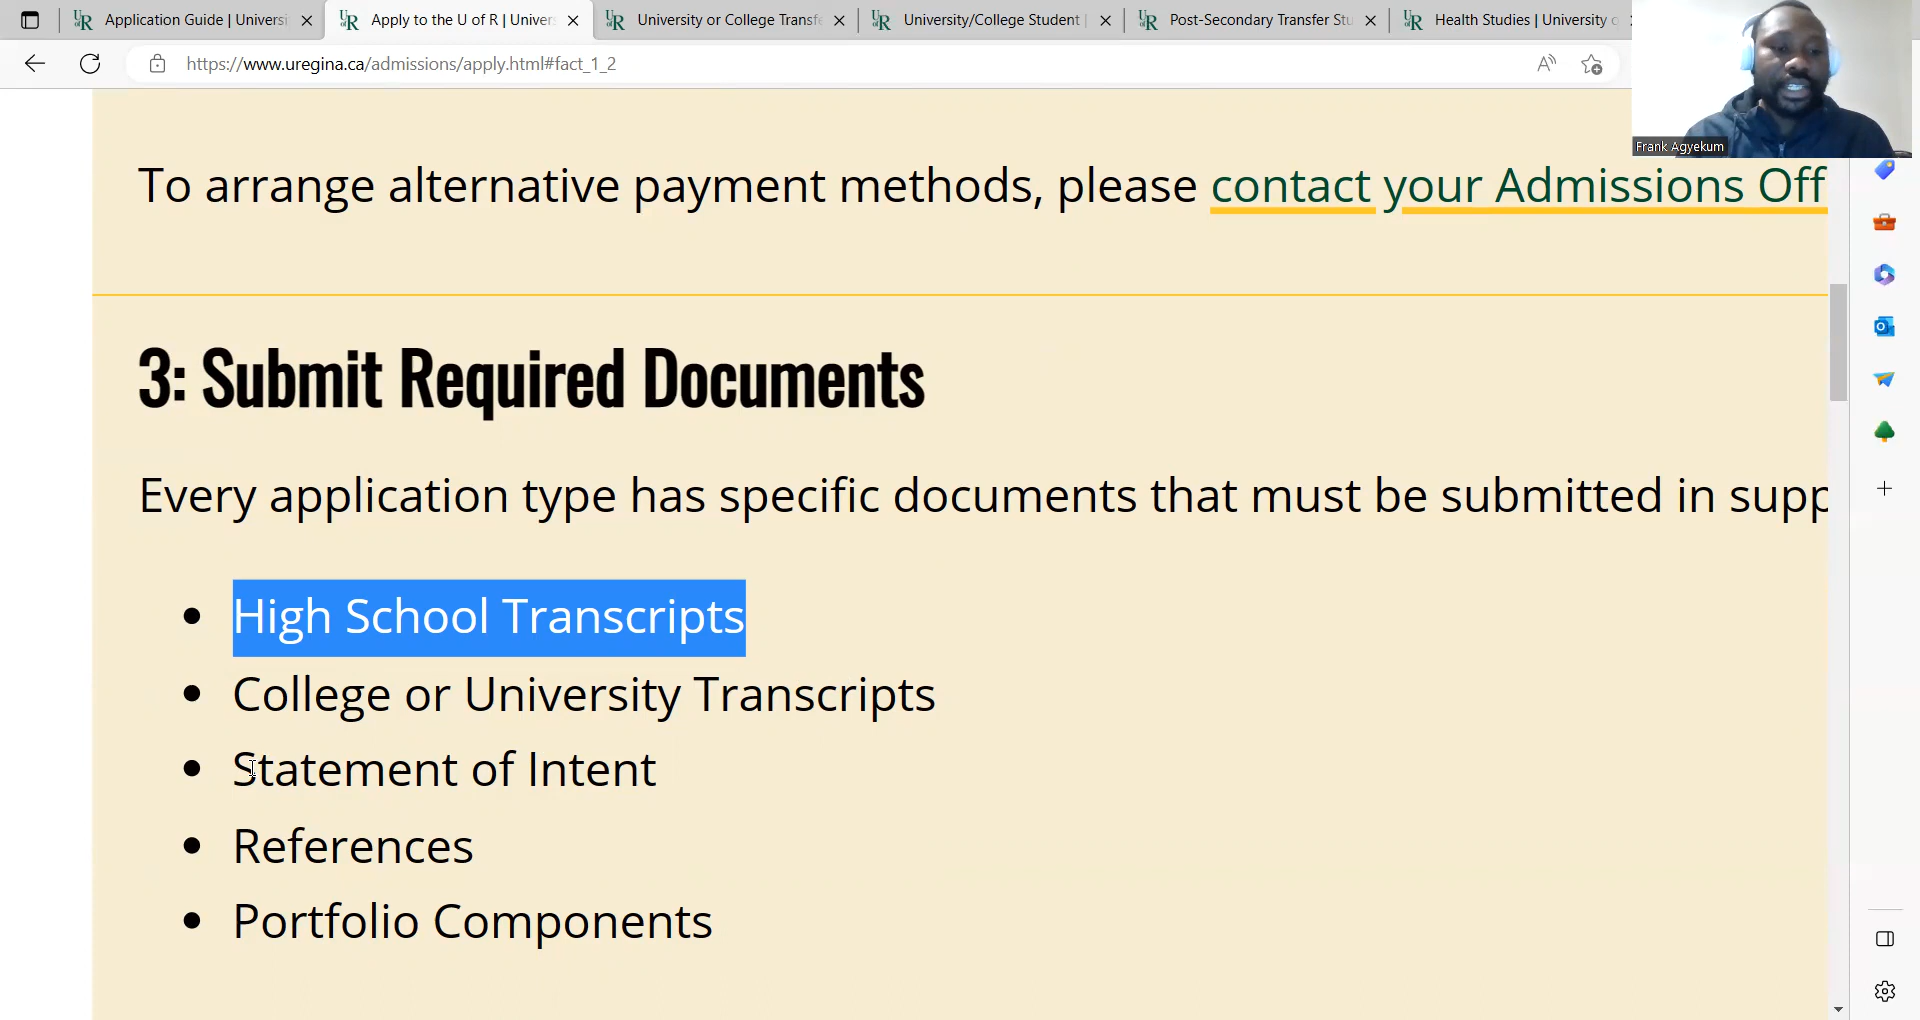 Application Guide | Universi
Apply to the U of R | Univers
University or College Transfe
University/College Student |
Post-Secondary Transfer Stu
Health Studies | University o
https://www.uregina.ca/admissions/apply.html#fact_1_2
Frank Agyekum
To arrange alternative payment methods, please contact your Admissions Off
3: Submit Required Documents
Every application type has specific documents that must be submitted in supp
High School Transcripts
College or University Transcripts
Statement of Intent
References
Portfolio Components